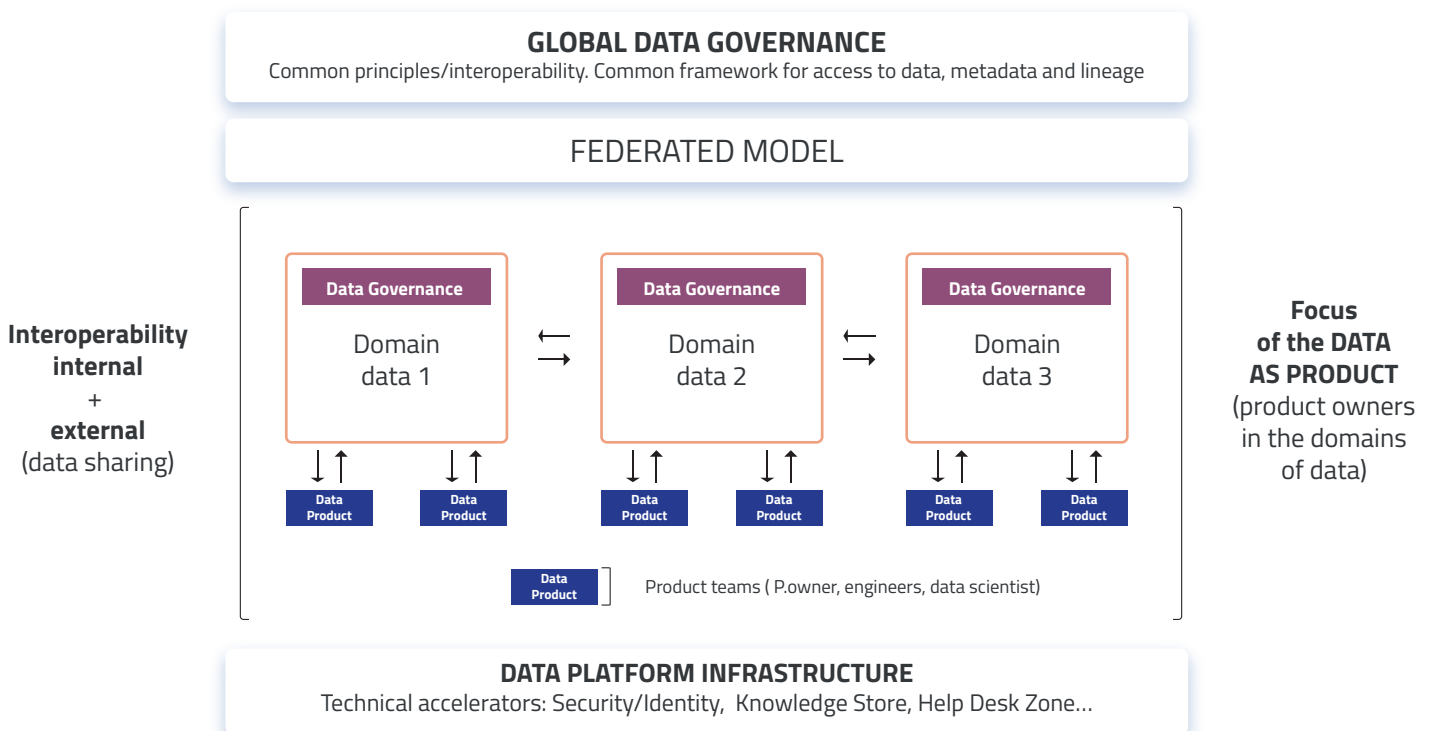 GLOBAL DATA GOVERNANCE
Common principles/interoperability. Common framework for access to data, metadata and lineage
FEDERATED MODEL
Interoperability
internal
+
external
(data sharing)
Data Governance
Domain
data 1
Data Governance
Domain
data 2
Data Governance
Domain
data 3
Data
Product
Data
Product
Data
Product
Data
Product
Data
Product
Data
Product
Data
Product
Product teams ( P.owner, engineers, data scientist)
Focus
of the DATA
AS PRODUCT
(product owners
in the domains
of data)
DATA PLATFORM INFRASTRUCTURE
Technical accelerators: Security/Identity, Knowledge Store, Help Desk Zone...